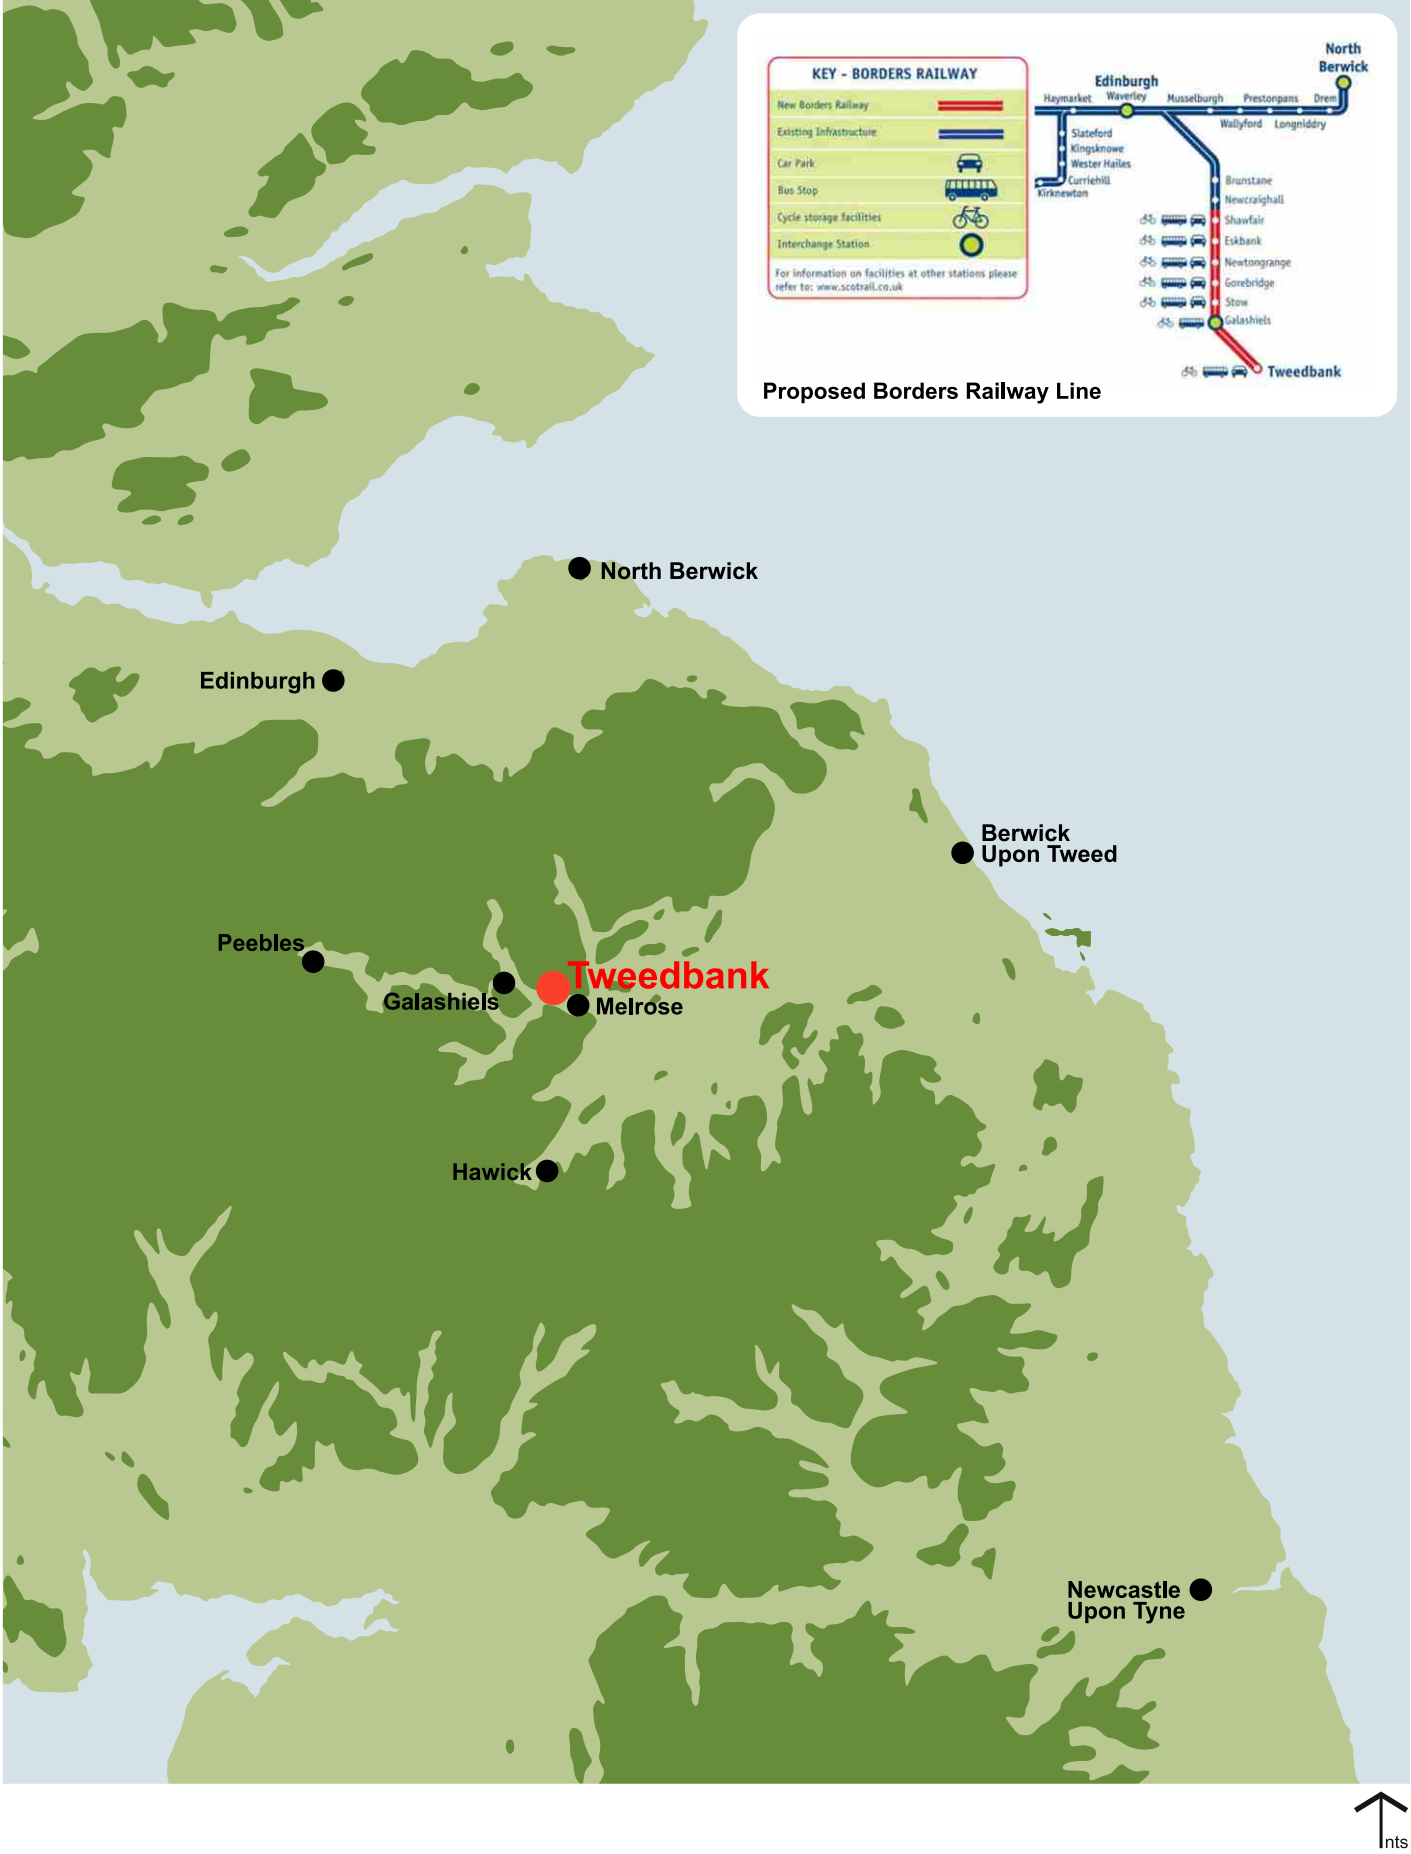 KEY - BORDERS RAILWAY
New Borders Railway
Existing Infrastructure
Car Park
Bus Stop
Cycle storage facilities
Interchange Station
For information on facilities at other stations please
refer to: www.scotrail.co.uk
North
Berwick
Edinburgh
Haymarket
Waverley
Musselburgh
Prestonpans
Drem
Wallyford
Longniddry
Slateford
Kingsknowe
Wester Hailes
Curriehill
Kirknewton
Brunstane
Newcraighall
Shawfair
Eskbank
Newtongrange
Gorebridge
Stow
Galashiels
Tweedbank
Proposed Borders Railway Line
North Berwick
Edinburgh
Berwick
Upon Tweed
Peebles
Tweedbank
Galashiels
Melrose
Hawick
Newcastle
Upon Tyne
nts